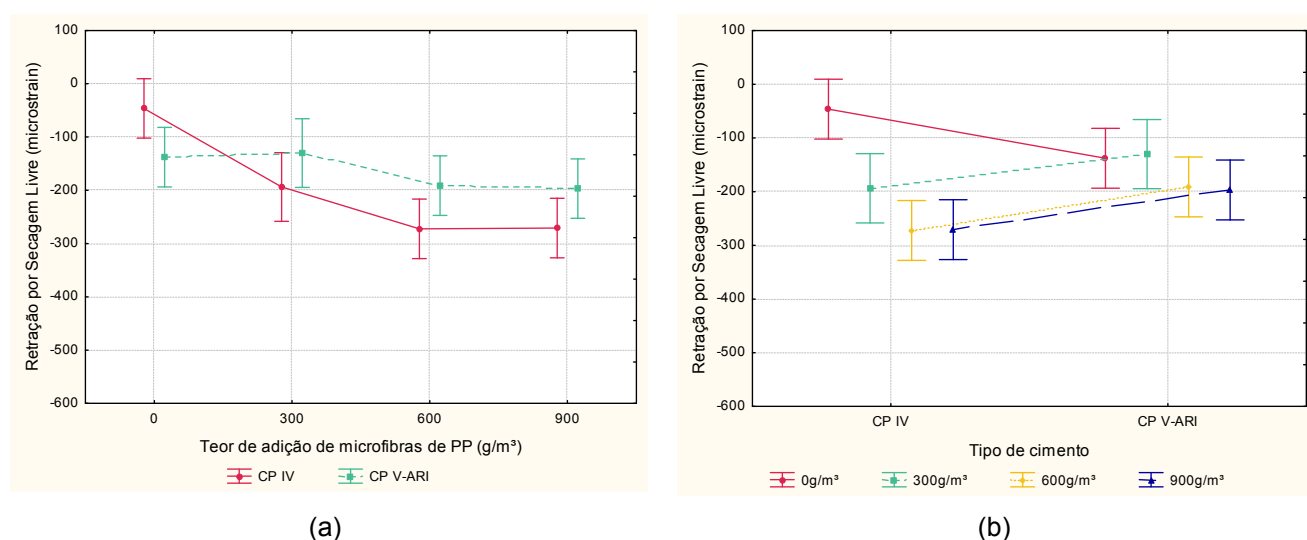 Retração por Secagem Livre (microstrain)
100
0
-100
-200
-300
-400
-500
-600
0 300 600 900
Teor de adição de microfibras de PP (g/m³)
CP IV CP V-ARI
(a)
Retração por Secagem Livre (microstrain)
100
0
-100
-200
-300
-400
-500
-600
CP IV CP V-ARI
Tipo de cimento
0g/m³ 300g/m³ 600g/m³ 900g/m³
(b)